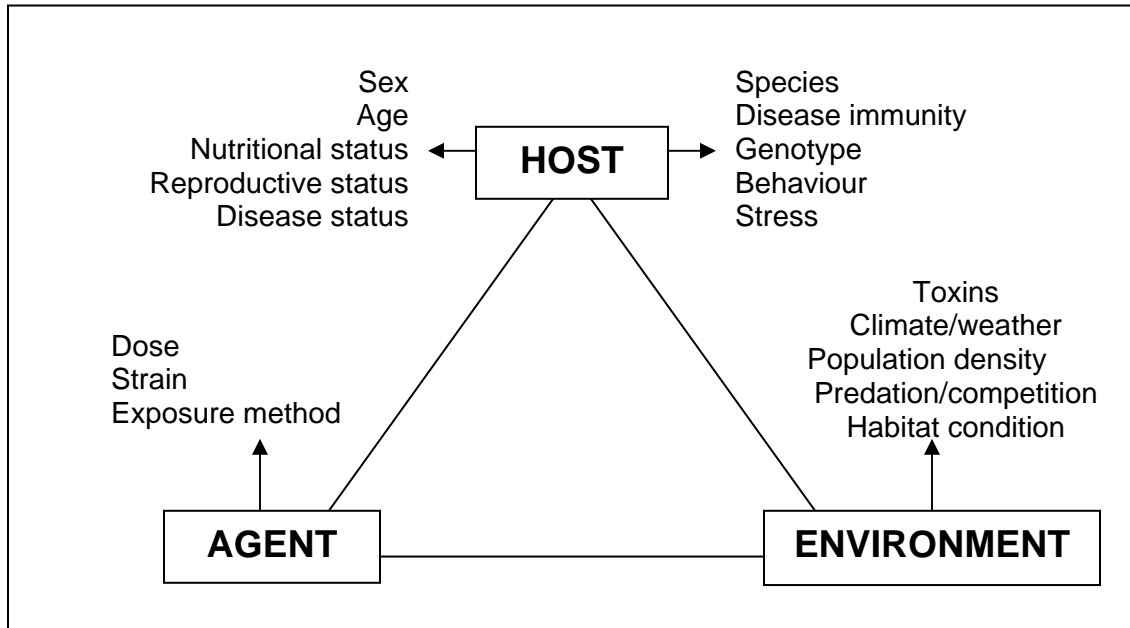 Sex
Age
Nutritional status
Reproductive status
Disease status
HOST
Species
Disease immunity
Genotype
Behaviour
Stress
Dose
Strain
Exposure method
AGENT
Toxins
Climate/weather
Population density
Predation/competition
Habitat condition
ENVIRONMENT